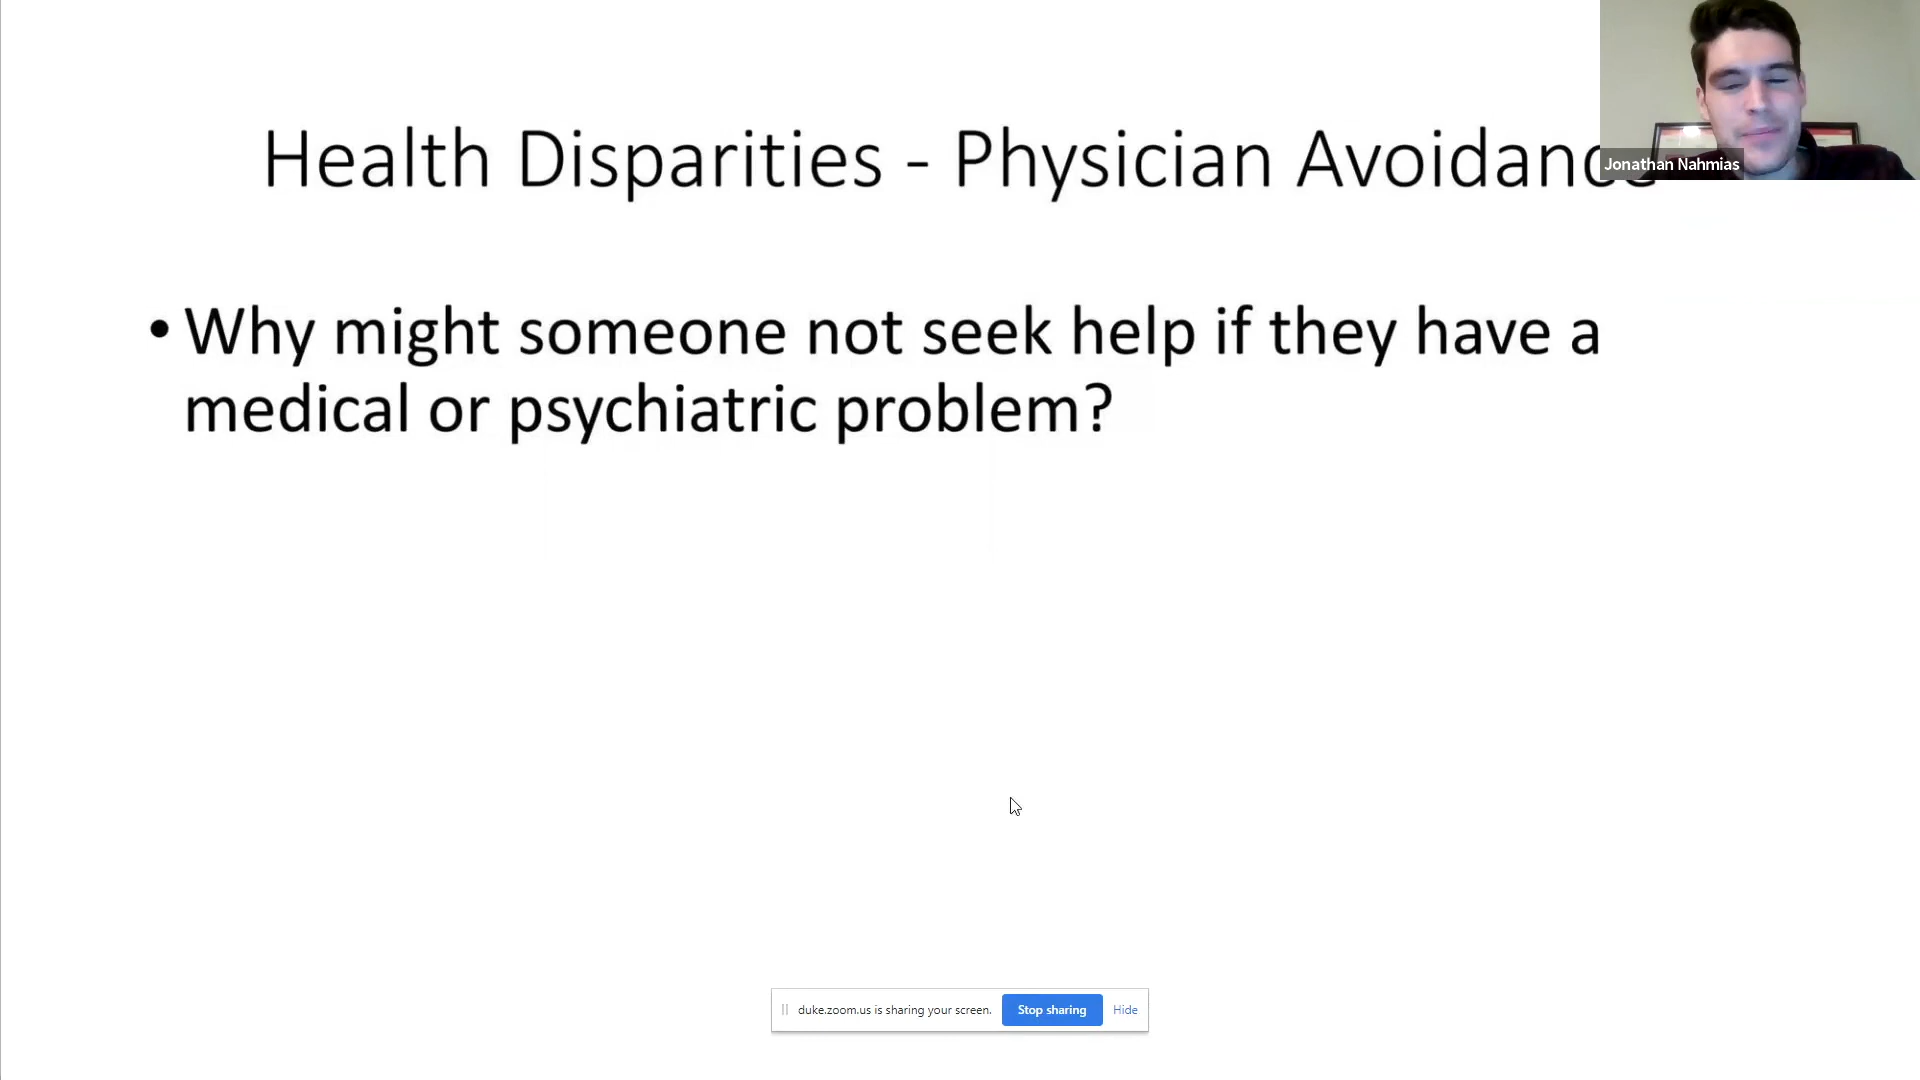 Health Disparities - Physician Avoidance
Jonathan Nahmias
• Why might someone not seek help if they have a
medical or psychiatric problem?
duke.zoom.us is sharing your screen. Stop sharing Hide